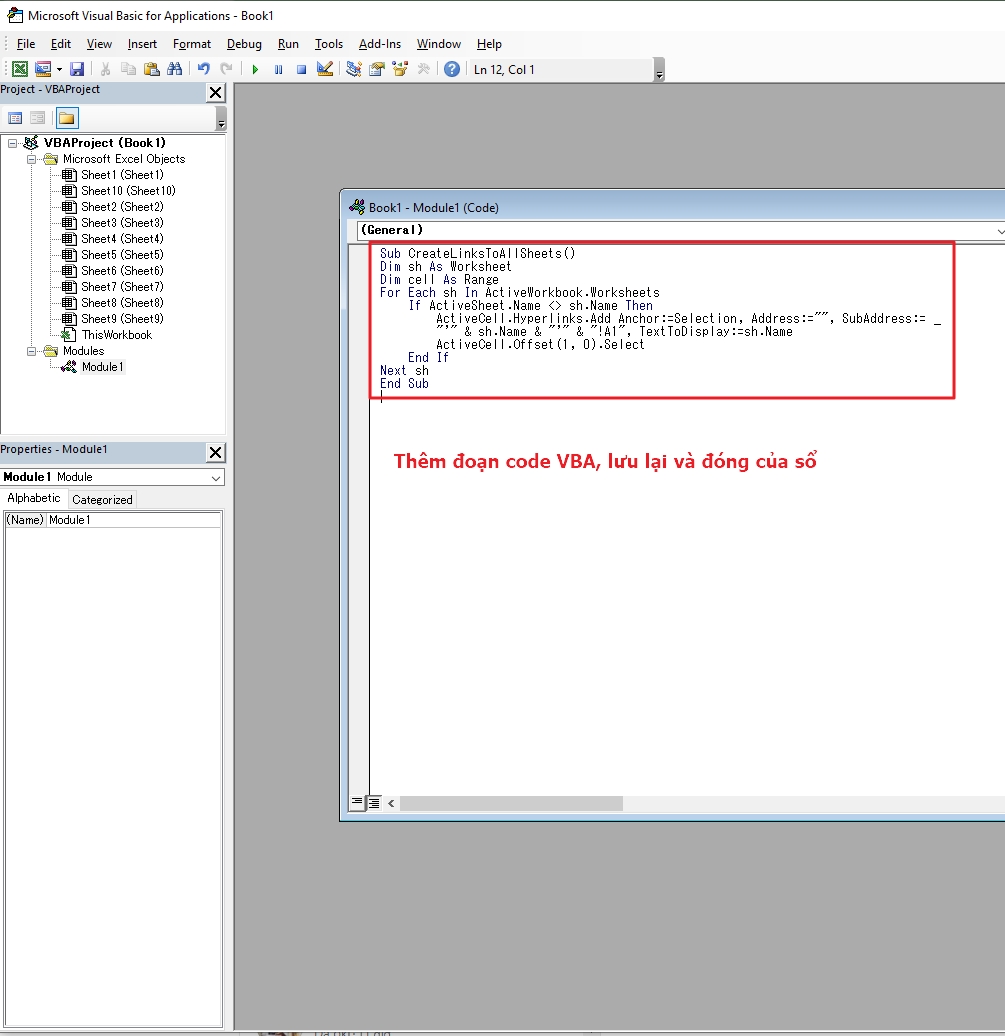 Microsoft Visual Basic for Applications - Book1
File Edit View Insert Format Debug Run Tools Add-Ins Window Help
Ln 12, Col 1
Project - VBAProject
VBAProject (Book1)
Microsoft Excel Objects
Sheet1 (Sheet1)
Sheet10 (Sheet10)
Sheet2 (Sheet2)
Sheet3 (Sheet3)
Sheet4 (Sheet4)
Sheet5 (Sheet5)
Sheet6 (Sheet6)
Sheet7 (Sheet7)
Sheet8 (Sheet8)
Sheet9 (Sheet9)
ThisWorkbook
Modules
Module1
Properties - Module1
Module1 Module
Alphabetic Categorized
(Name) Module1
Book1 - Module1 (Code)
(General)
Sub CreateLinksToAllSheets()
Dim sh As Worksheet
Dim cell As Range
For Each sh In ActiveWorkbook.Worksheets
If ActiveSheet.Name <> sh.Name Then
ActiveCell.Hyperlinks.Add Anchor:=Selection, Address:="", SubAddress:= _
"'" & sh.Name & "'" & "!A1", TextToDisplay:=sh.Name
ActiveCell.Offset(1, 0).Select
End If
Next sh
End Sub
Thêm đoạn code VBA, lưu lại và đóng của sổ